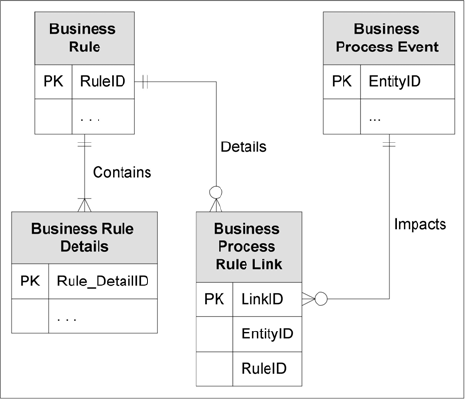 Business
Rule
PK RuleID
. . .
Business
Process Event
PK EntityID
...
Details
Contains
Impacts
Business Rule
Details
PK Rule_DetailID
. . .
Business
Process
Rule Link
PK LinkID
EntityID
RuleID